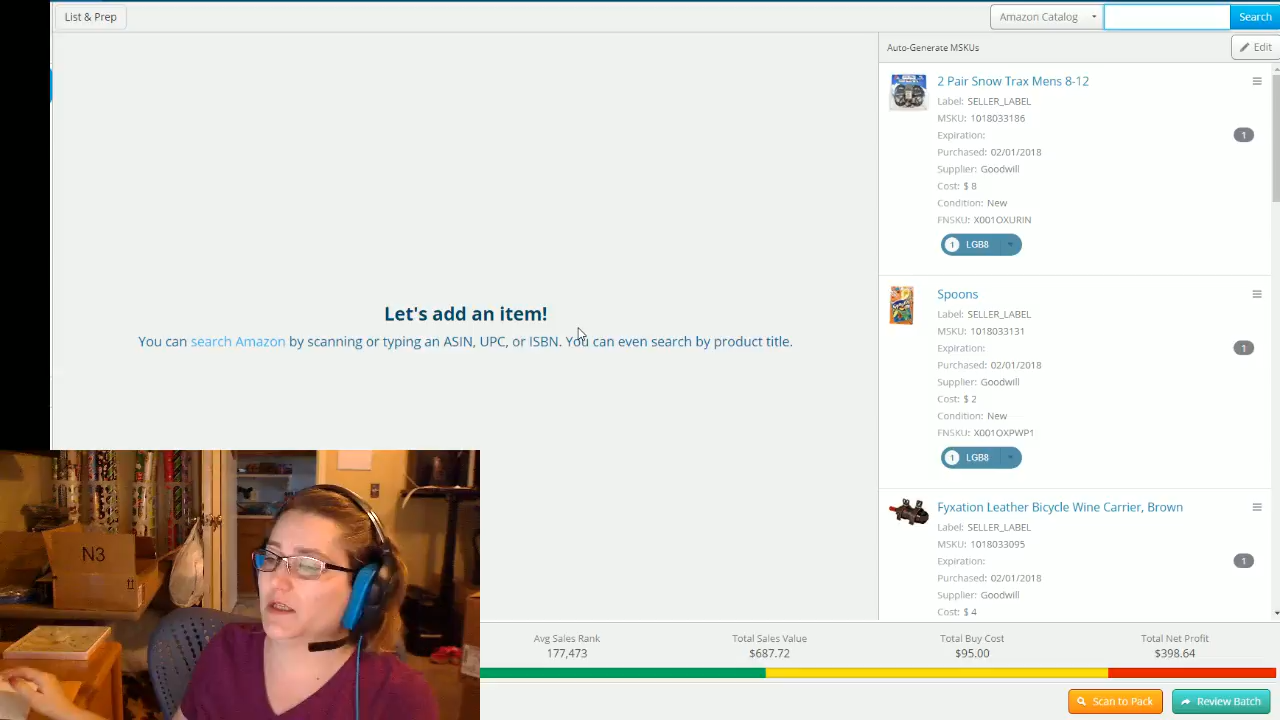 List & Prep
Amazon Catalog
Search
Auto-Generate MSKUs
Edit
2 Pair Snow Trax Mens 8-12
Label: SELLER_LABEL
MSKU: 1018033186
Expiration:
1
Purchased: 02/01/2018
Supplier: Goodwill
Cost: $ 8
Condition: New
FNSKU: X001OXURIN
1 LGB8
Let's add an item!
You can search Amazon by scanning or typing an ASIN, UPC, or ISBN. You can even search by product title.
Spoons
Label: SELLER_LABEL
MSKU: 1018033131
Expiration:
1
Purchased: 02/01/2018
Supplier: Goodwill
Cost: $ 2
Condition: New
FNSKU: X001OXPWP1
1 LGB8
Fyxation Leather Bicycle Wine Carrier, Brown
Label: SELLER_LABEL
MSKU: 1018033095
Expiration:
1
Purchased: 02/01/2018
Supplier: Goodwill
Cost: $ 4
N3
Avg Sales Rank
177,473
Total Sales Value
$687.72
Total Buy Cost
$95.00
Total Net Profit
$398.64
Scan to Pack
Review Batch